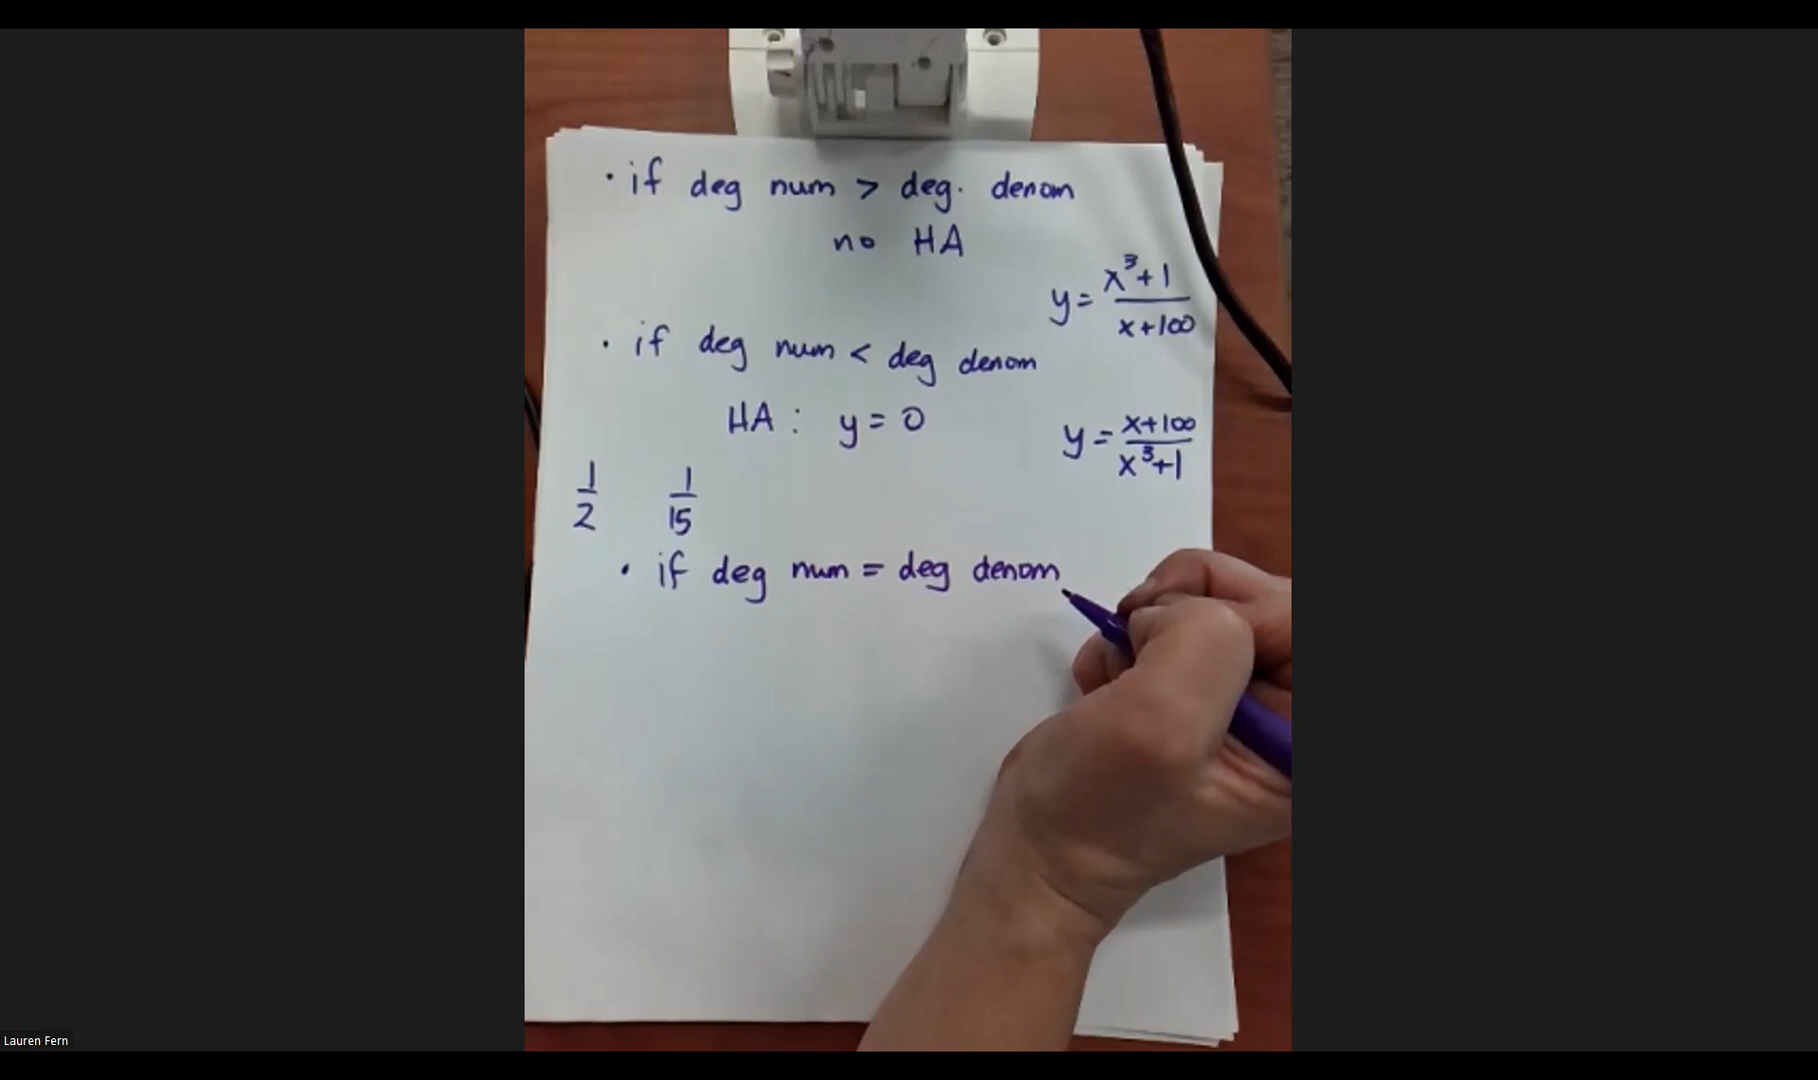 · if deg num > deg. denom
no HA
y = x³+1 / x+100
· if deg num < deg denom
HA : y = 0
y = x+100 / x³+1
1/2 1/15
· if deg num = deg denom
Lauren Fern